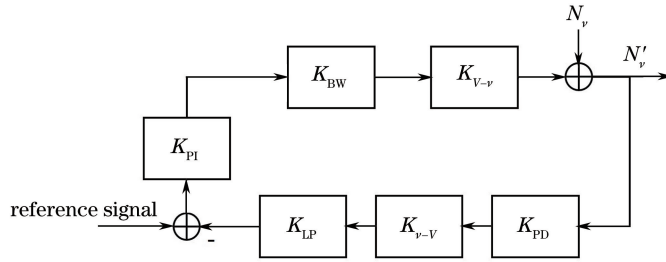 N_ν
N′_ν
K_BW
K_V−ν
K_PI
reference signal
-
K_LP
K_ν−V
K_PD